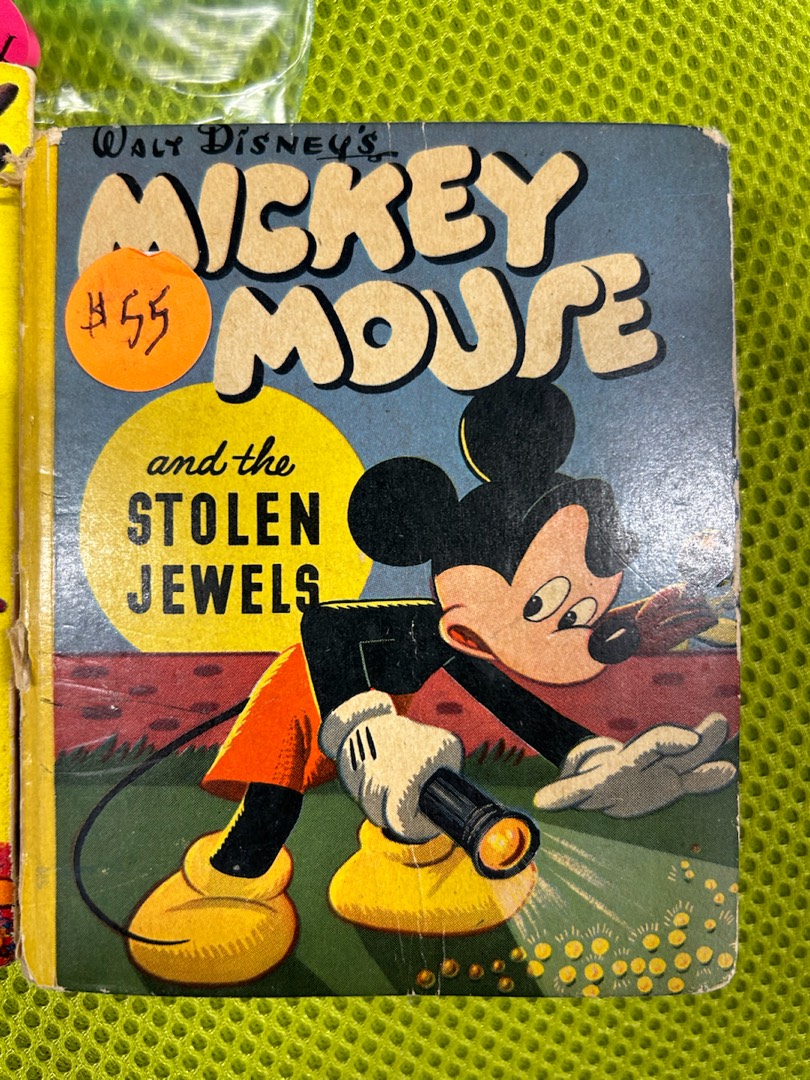 WALT DiSNEY'S
MICKEY
MOUSE
$55
and the
STOLEN
JEWELS